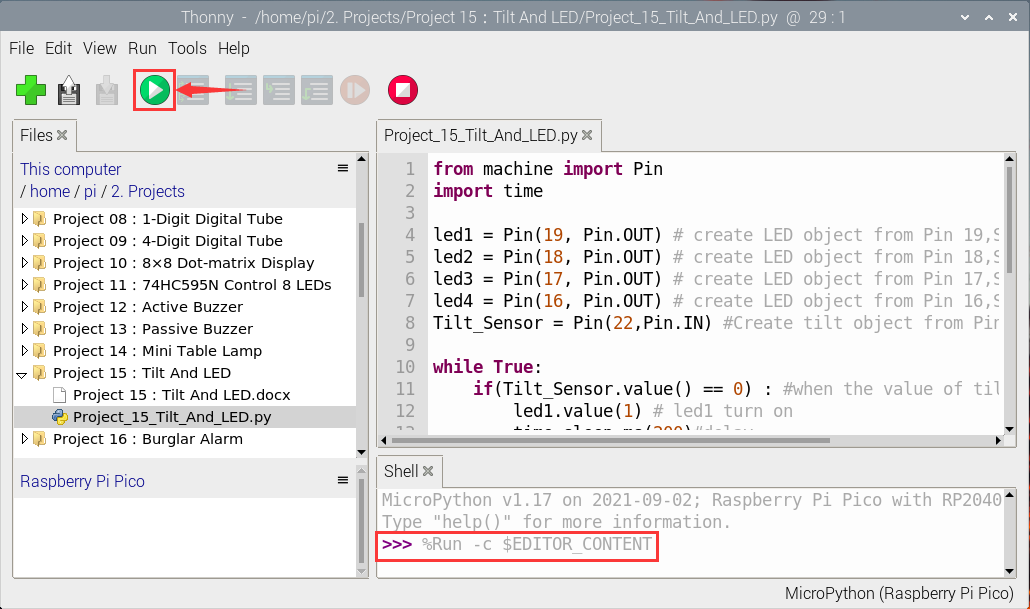 Thonny - /home/pi/2. Projects/Project 15 : Tilt And LED/Project_15_Tilt_And_LED.py @ 29 : 1
File Edit View Run Tools Help
Files
This computer
/ home / pi / 2. Projects
Project 08 : 1-Digit Digital Tube
Project 09 : 4-Digit Digital Tube
Project 10 : 8×8 Dot-matrix Display
Project 11 : 74HC595N Control 8 LEDs
Project 12 : Active Buzzer
Project 13 : Passive Buzzer
Project 14 : Mini Table Lamp
Project 15 : Tilt And LED
Project 15 : Tilt And LED.docx
Project_15_Tilt_And_LED.py
Project 16 : Burglar Alarm
Raspberry Pi Pico
Project_15_Tilt_And_LED.py
1 from machine import Pin
2 import time
3
4 led1 = Pin(19, Pin.OUT) # create LED object from Pin 19,S
5 led2 = Pin(18, Pin.OUT) # create LED object from Pin 18,S
6 led3 = Pin(17, Pin.OUT) # create LED object from Pin 17,S
7 led4 = Pin(16, Pin.OUT) # create LED object from Pin 16,S
8 Tilt_Sensor = Pin(22,Pin.IN) #Create tilt object from Pin
9
10 while True:
11 if(Tilt_Sensor.value() == 0) : #when the value of til
12 led1.value(1) # led1 turn on
13 time.sleep_ms(200)#delay
Shell
MicroPython v1.17 on 2021-09-02; Raspberry Pi Pico with RP2040
Type "help()" for more information.
>>> %Run -c $EDITOR_CONTENT
MicroPython (Raspberry Pi Pico)